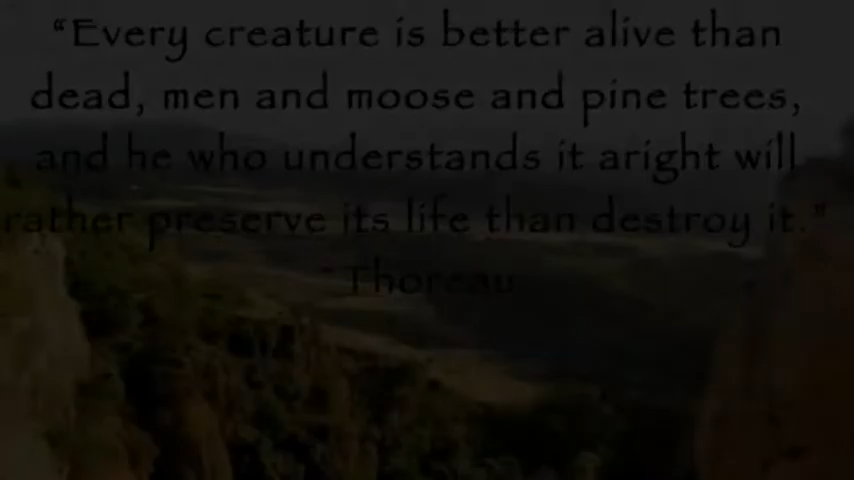 “Every creature is better alive than
dead, men and moose and pine trees,
and he who understands it aright will
rather preserve its life than destroy it.”
~Thoreau